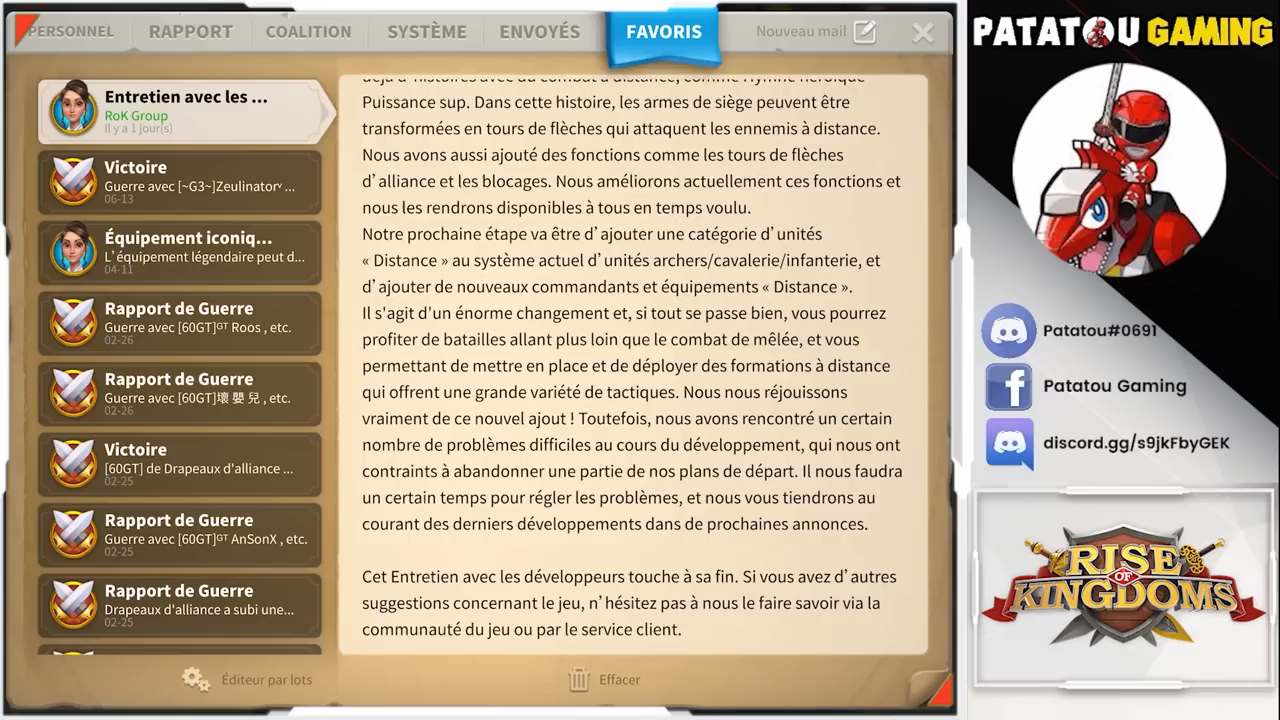 PERSONNEL
RAPPORT
COALITION
SYSTÈME
ENVOYÉS
FAVORIS
Nouveau mail
Entretien avec les ...
RoK Group
Il y a 1 jour(s)
Victoire
Guerre avec [~G3~]Zeulinatorᵛ ...
06-13
Équipement iconiq...
L'équipement légendaire peut d...
04-11
Rapport de Guerre
Guerre avec [60GT]ᴳᵀ Roos , etc.
02-26
Rapport de Guerre
Guerre avec [60GT]壞 嬰 兒 , etc.
02-26
Victoire
[60GT] de Drapeaux d'alliance ...
02-25
Rapport de Guerre
Guerre avec [60GT]ᴳᵀ AnSonX , etc.
02-25
Rapport de Guerre
Drapeaux d'alliance a subi une...
02-25
déjà d'histoires avec du combat à distance, comme Hymne héroïque
Puissance sup. Dans cette histoire, les armes de siège peuvent être
transformées en tours de flèches qui attaquent les ennemis à distance.
Nous avons aussi ajouté des fonctions comme les tours de flèches
d'alliance et les blocages. Nous améliorons actuellement ces fonctions et
nous les rendrons disponibles à tous en temps voulu.
Notre prochaine étape va être d'ajouter une catégorie d'unités
« Distance » au système actuel d'unités archers/cavalerie/infanterie, et
d'ajouter de nouveaux commandants et équipements « Distance ».
Il s'agit d'un énorme changement et, si tout se passe bien, vous pourrez
profiter de batailles allant plus loin que le combat de mêlée, et vous
permettant de mettre en place et de déployer des formations à distance
qui offrent une grande variété de tactiques. Nous nous réjouissons
vraiment de ce nouvel ajout ! Toutefois, nous avons rencontré un certain
nombre de problèmes difficiles au cours du développement, qui nous ont
contraints à abandonner une partie de nos plans de départ. Il nous faudra
un certain temps pour régler les problèmes, et nous vous tiendrons au
courant des derniers développements dans de prochaines annonces.
Cet Entretien avec les développeurs touche à sa fin. Si vous avez d'autres
suggestions concernant le jeu, n'hésitez pas à nous le faire savoir via la
communauté du jeu ou par le service client.
Éditeur par lots
Effacer
PATATOU GAMING
Patatou#0691
Patatou Gaming
discord.gg/s9jkFbyGEK
RISE
OF
KINGDOMS